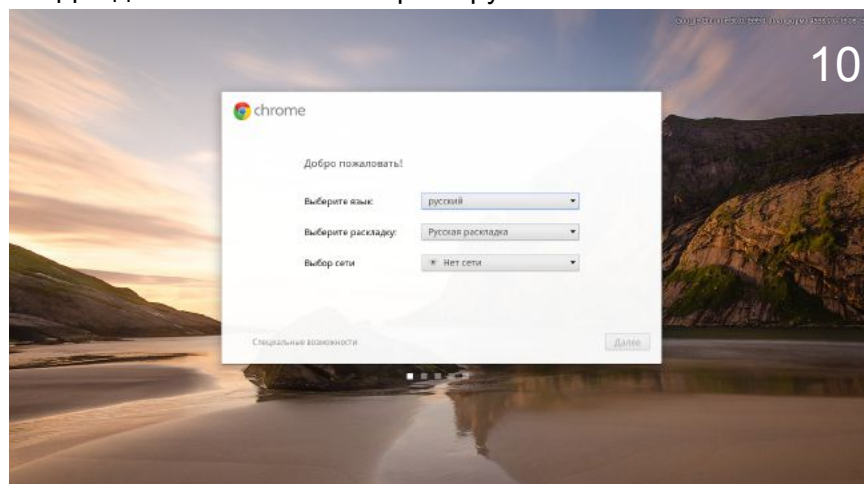 10
chrome
Добро пожаловать!
Выберите язык:
русский
Выберите раскладку:
Русская раскладка
Выбор сети
Нет сети
Специальные возможности
Далее